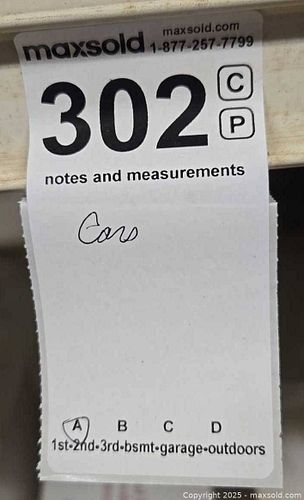 maxsold maxsold.com
1-877-257-7799
302 C
P
notes and measurements
Cars
A B C D
1st-2nd-3rd-bsmt-garage-outdoors
Copyright © 2025 - www.maxsold.com